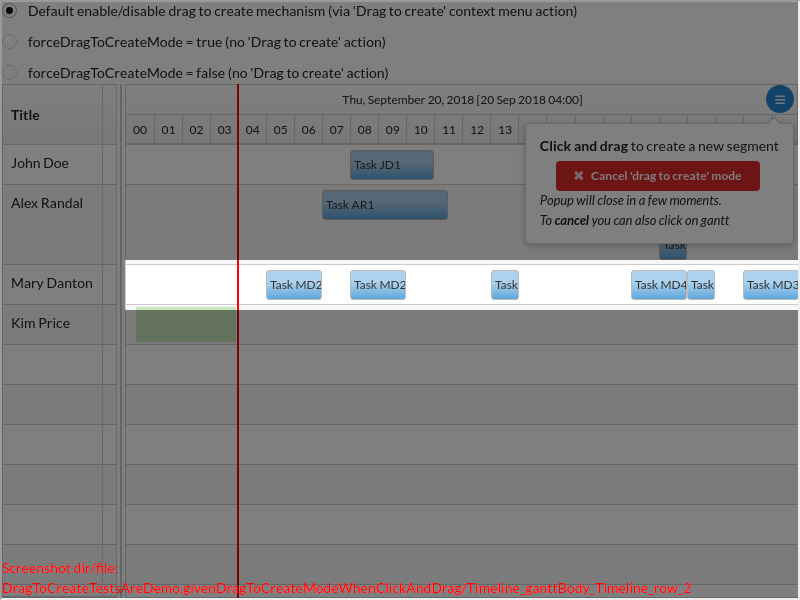 Default enable/disable drag to create mechanism (via 'Drag to create' context menu action)
forceDragToCreateMode = true (no 'Drag to create' action)
forceDragToCreateMode = false (no 'Drag to create' action)
Title
Thu, September 20, 2018 [20 Sep 2018 04:00]
00 01 02 03 04 05 06 07 08 09 10 11 12 13
Click and drag to create a new segment
✖ Cancel 'drag to create' mode
Popup will close in a few moments.
To cancel you can also click on gantt
John Doe
Task JD1
Alex Randal
Task AR1
Task
Mary Danton
Task MD2 Task MD2 Task Task MD4 Task Task MD3
Kim Price
Screenshot dir/file:
DragToCreateTestsAreDemo.givenDragToCreateModeWhenClickAndDrag/Timeline_ganttBody_Timeline_row_2